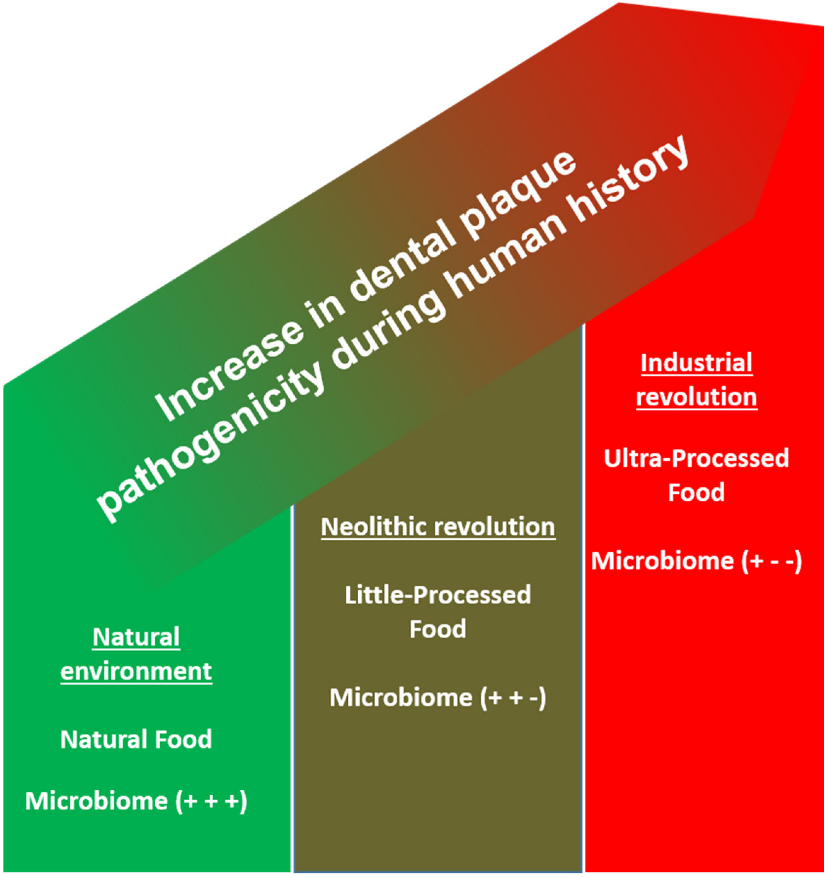 Increase in dental plaque
pathogenicity during human history
Natural
environment
Natural Food
Microbiome (+ + +)
Neolithic revolution
Little-Processed
Food
Microbiome (+ + -)
Industrial
revolution
Ultra-Processed
Food
Microbiome (+ - -)